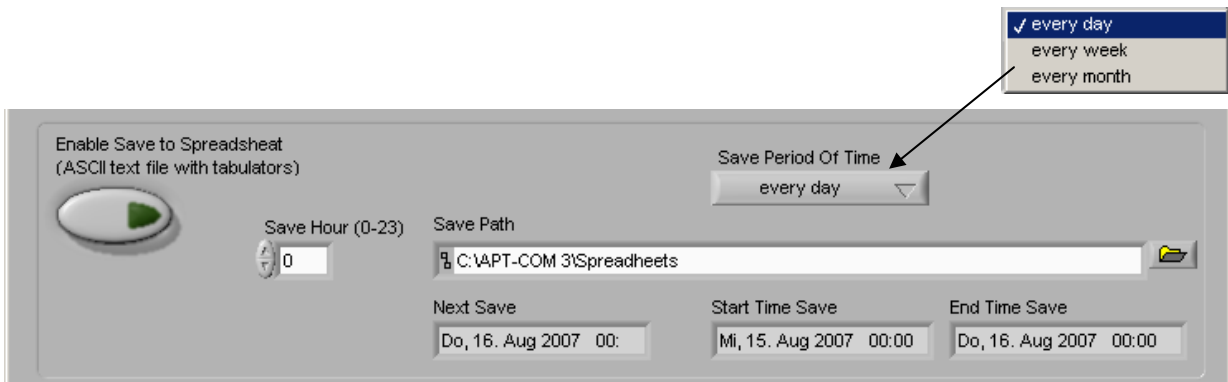 every day
every week
every month
Enable Save to Spreadsheat
(ASCII text file with tabulators)
Save Period Of Time
every day
Save Hour (0-23)
0
Save Path
C:\APT-COM 3\Spreadheets
Next Save
Do, 16. Aug 2007 00:
Start Time Save
Mi, 15. Aug 2007 00:00
End Time Save
Do, 16. Aug 2007 00:00